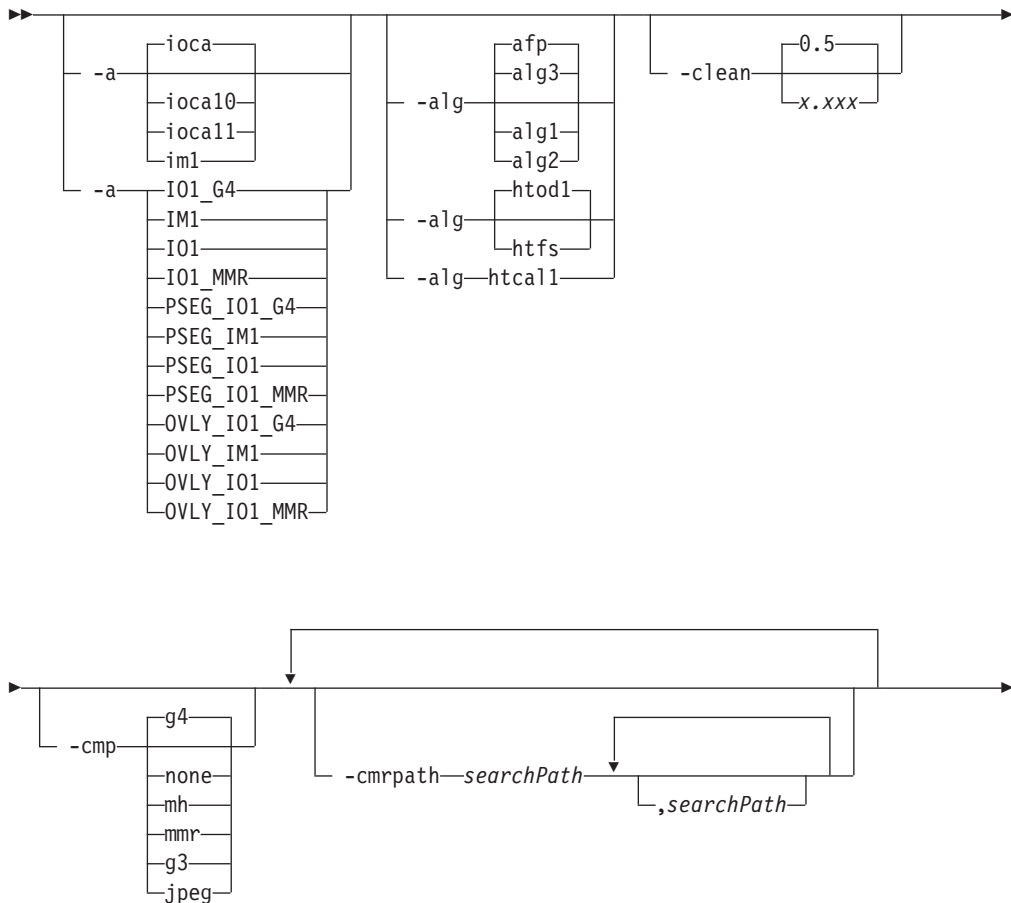 -a
ioca
ioca10
ioca11
im1
-a
IO1_G4
IM1
IO1
IO1_MMR
PSEG_IO1_G4
PSEG_IM1
PSEG_IO1
PSEG_IO1_MMR
OVLY_IO1_G4
OVLY_IM1
OVLY_IO1
OVLY_IO1_MMR
-alg
afp
alg3
alg1
alg2
-alg
htod1
htfs
-alg htcal1
-clean
0.5
x.xxx
-cmp
g4
none
mh
mmr
g3
jpeg
-cmrpath searchPath
,searchPath